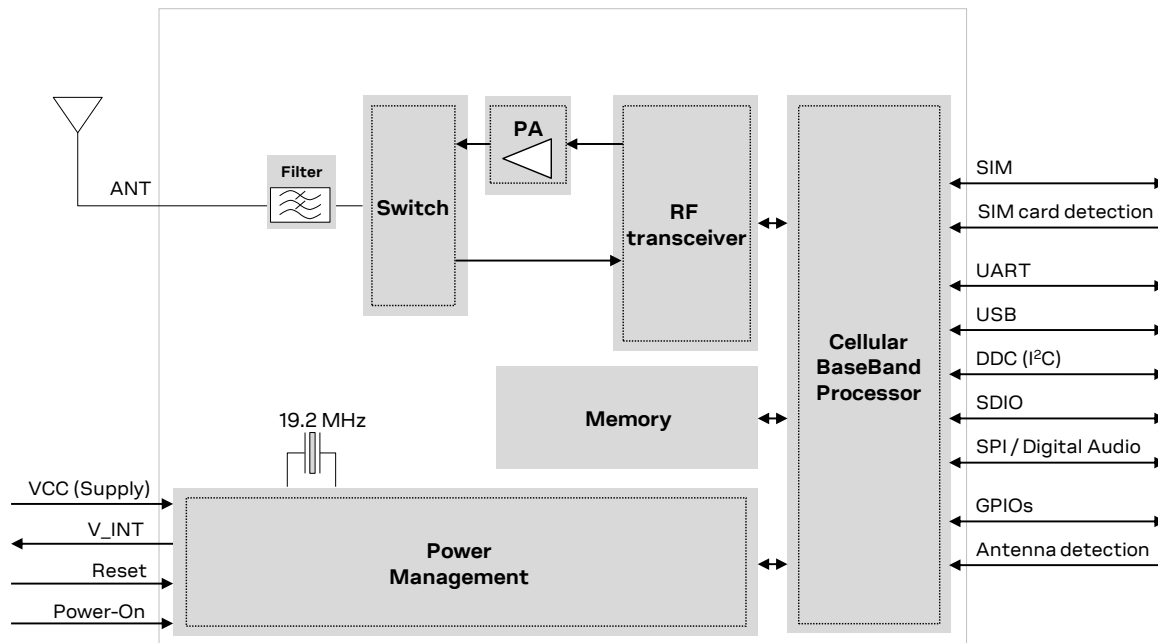 PA
Filter
ANT
Switch
RF
transceiver
SIM
SIM card detection
UART
USB
DDC (I²C)
SDIO
SPI / Digital Audio
GPIOs
Antenna detection
Cellular
BaseBand
Processor
Memory
19.2 MHz
VCC (Supply)
V_INT
Reset
Power-On
Power
Management